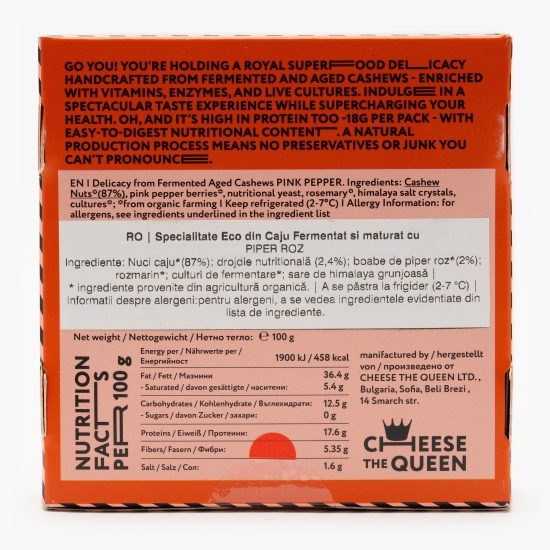 GO YOU! YOU'RE HOLDING A ROYAL SUPERFOOD DELICACY
HANDCRAFTED FROM FERMENTED AND AGED CASHEWS - ENRICHED
WITH VITAMINS, ENZYMES, AND LIVE CULTURES. INDULGE IN A
SPECTACULAR TASTE EXPERIENCE WHILE SUPERCHARGING YOUR
HEALTH. OH, AND IT'S HIGH IN PROTEIN TOO -18G PER PACK - WITH
EASY-TO-DIGEST NUTRITIONAL CONTENT. A NATURAL
PRODUCTION PROCESS MEANS NO PRESERVATIVES OR JUNK YOU
CAN'T PRONOUNCE.
EN I Delicacy from Fermented Aged Cashews PINK PEPPER. Ingredients: Cashew
Nuts°(87%), pink pepper berries°, nutritional yeast, rosemary°, himalaya salt crystals,
cultures°; °from organic farming I Keep refrigerated (2-7°C) I Allergy Information: for
allergens, see ingredients underlined in the ingredient list
RO | Specialitate Eco din Caju Fermentat si maturat cu
PIPER ROZ
Ingrediente: Nuci caju*(87%); drojdie nutritională (2,4%); boabe de piper roz*(2%);
rozmarin*; culturi de fermentare*; sare de himalaya grunjoasă |
* ingrediente provenite din agricultură organică. | A se păstra la frigider (2-7 °C) |
Informatii despre alergeni:pentru alergeni, a se vedea ingredientele evidentiate din
lista de ingrediente.
Net weight / Nettogewicht / Нетно тегло: ℮ 100 g
NUTRITION
FACTS
PER 100 g
Energy per / Nährwerte per /
Енергийност 1900 kJ / 458 kcal
Fat / Fett / Мазнини 36.4 g
- Saturated / davon gesättigte / наситени: 5.4 g
Carbohydrates / Kohlenhydrate / Въглехидрати: 12.5 g
- Sugars / davon Zucker / захари: 0 g
Proteins / Eiweiß / Протеини: 17.6 g
Fibers/ Fasern / Фибри: 5.35 g
Salt / Salz / Сол: 1.6 g
manifactured by / hergestellt
von / произведено от
CHEESE THE QUEEN LTD.,
Bulgaria, Sofia, Beli Brezi,
14 Smarch str.
CHEESE
THE QUEEN